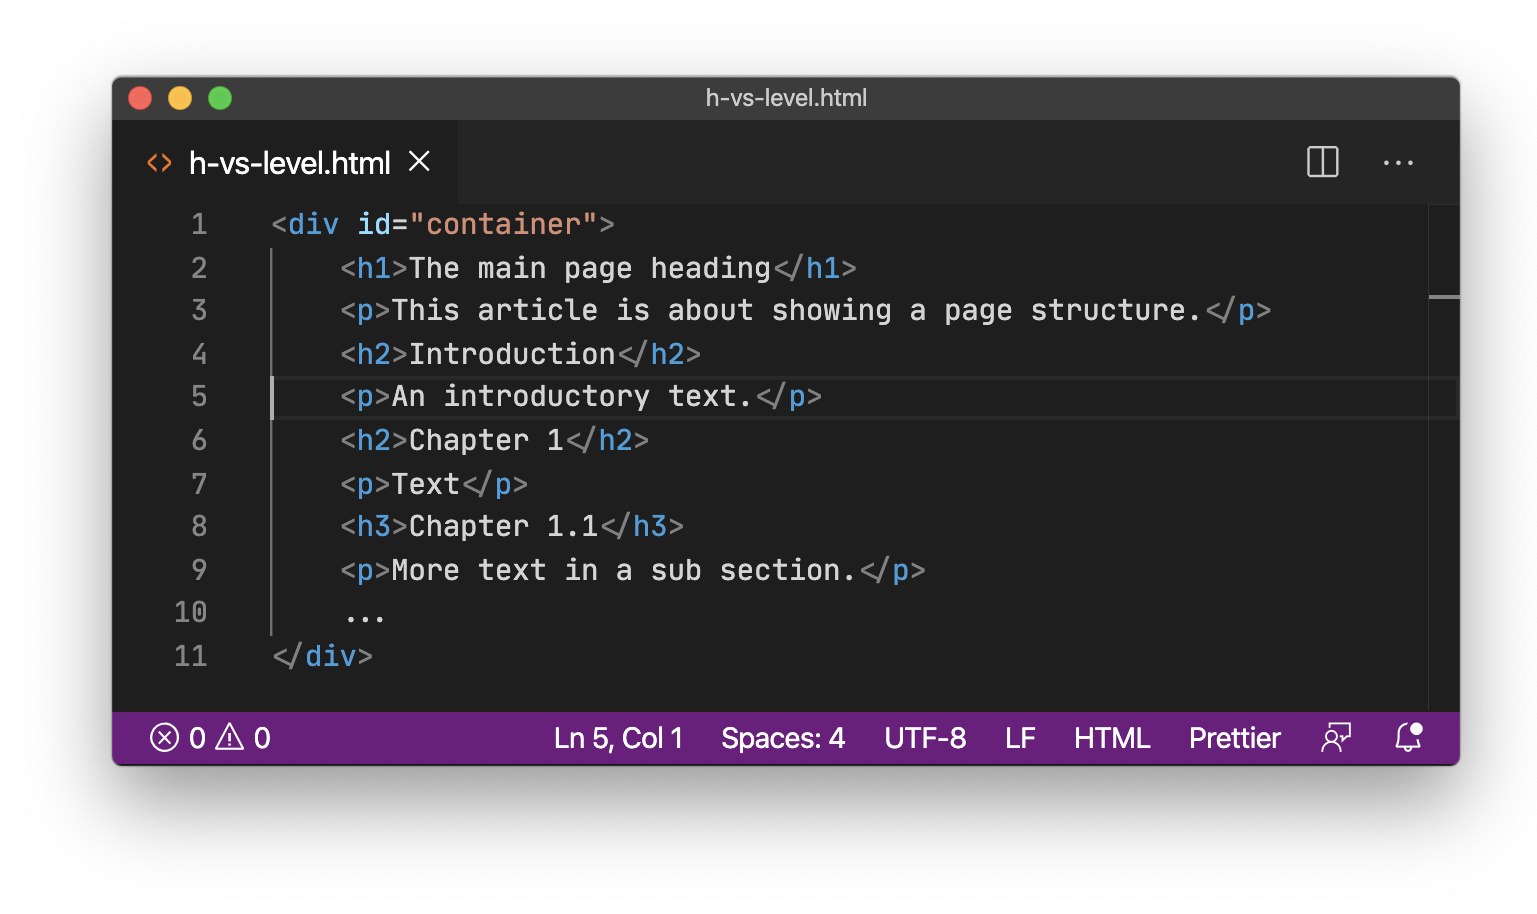 h-vs-level.html
h-vs-level.html
1 <div id="container">
2     <h1>The main page heading</h1>
3     <p>This article is about showing a page structure.</p>
4     <h2>Introduction</h2>
5     <p>An introductory text.</p>
6     <h2>Chapter 1</h2>
7     <p>Text</p>
8     <h3>Chapter 1.1</h3>
9     <p>More text in a sub section.</p>
10     ...
11 </div>
0 0 Ln 5, Col 1 Spaces: 4 UTF-8 LF HTML Prettier